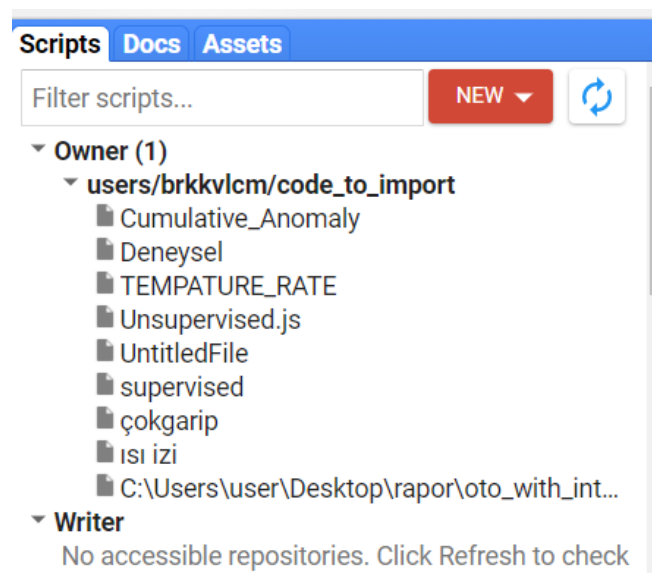 Scripts Docs Assets
Filter scripts... NEW
Owner (1)
users/brkkvlcm/code_to_import
Cumulative_Anomaly
Deneysel
TEMPATURE_RATE
Unsupervised.js
UntitledFile
supervised
çokgarip
ısı izi
C:\Users\user\Desktop\rapor\oto_with_int...
Writer
No accessible repositories. Click Refresh to check